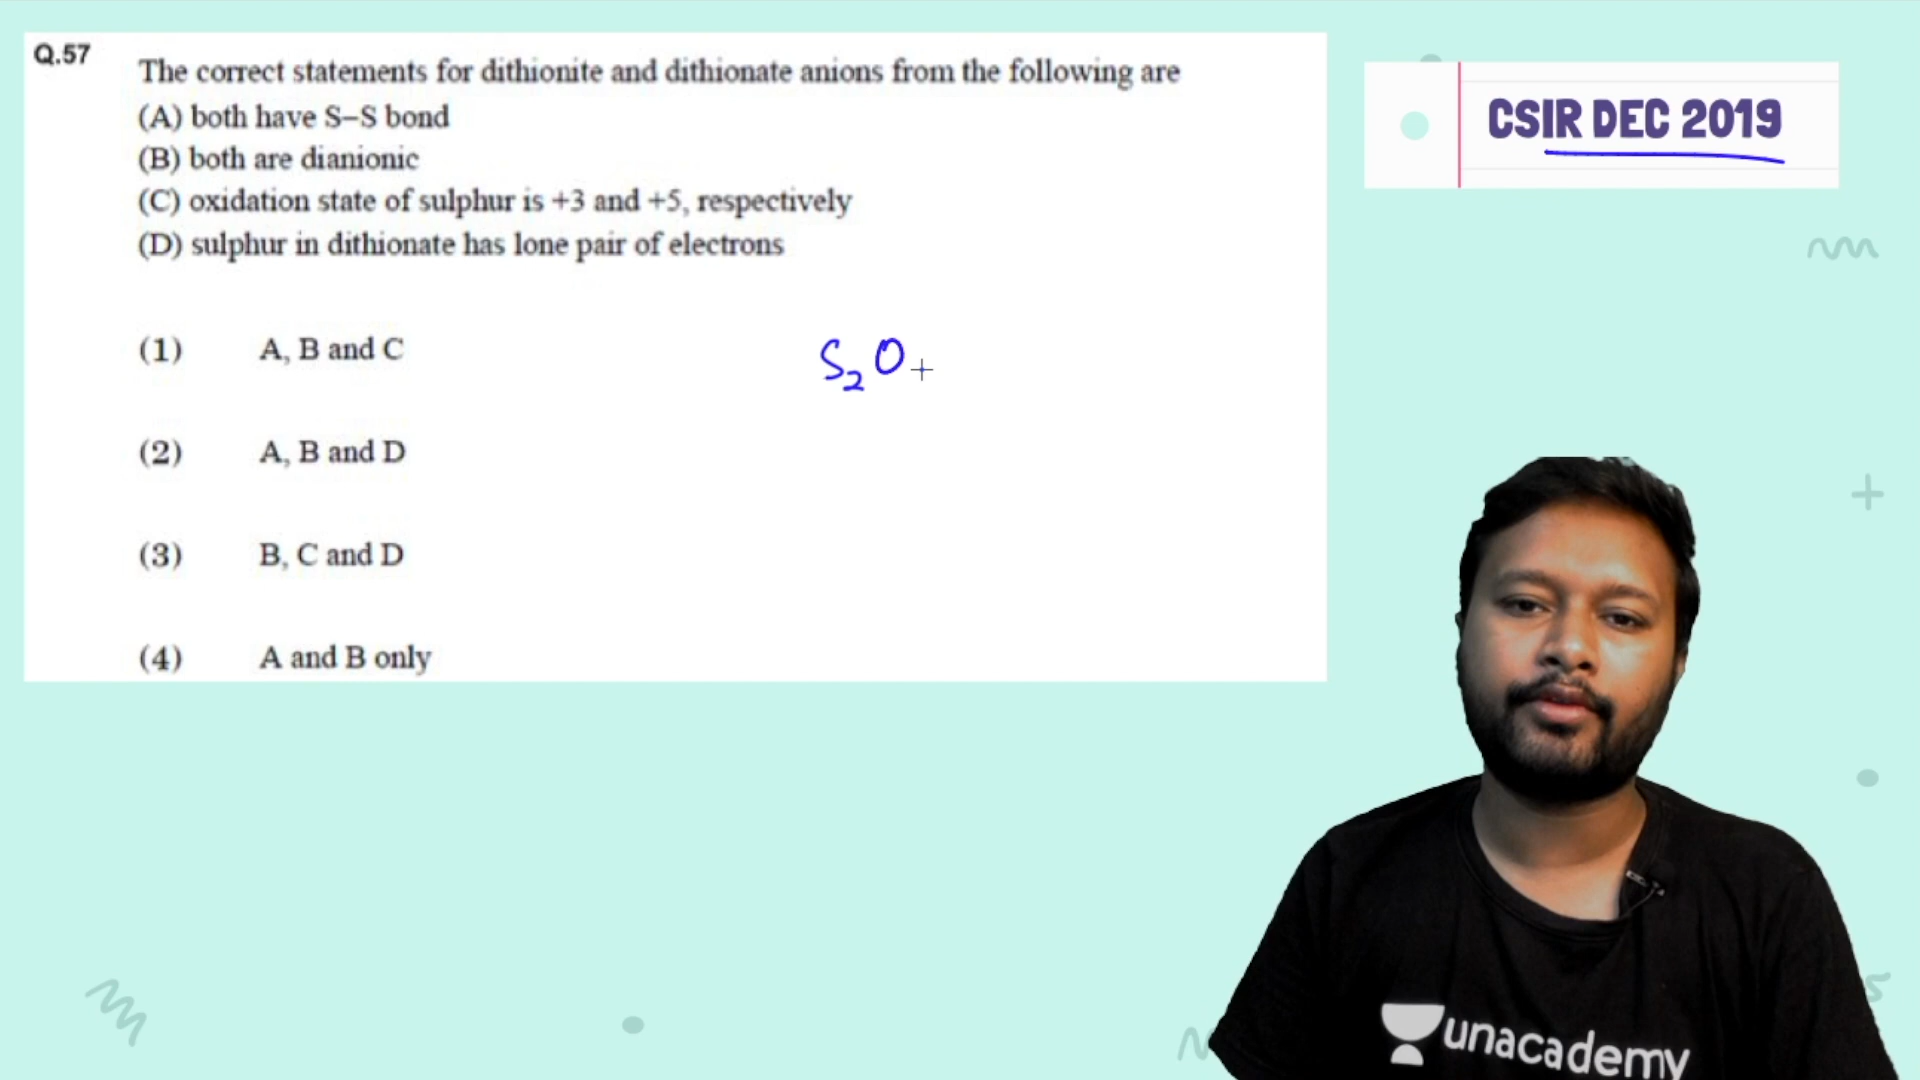 Q.57
The correct statements for dithionite and dithionate anions from the following are
(A) both have S–S bond
(B) both are dianionic
(C) oxidation state of sulphur is +3 and +5, respectively
(D) sulphur in dithionate has lone pair of electrons
(1) A, B and C
(2) A, B and D
(3) B, C and D
(4) A and B only
S₂O
CSIR DEC 2019
unacademy